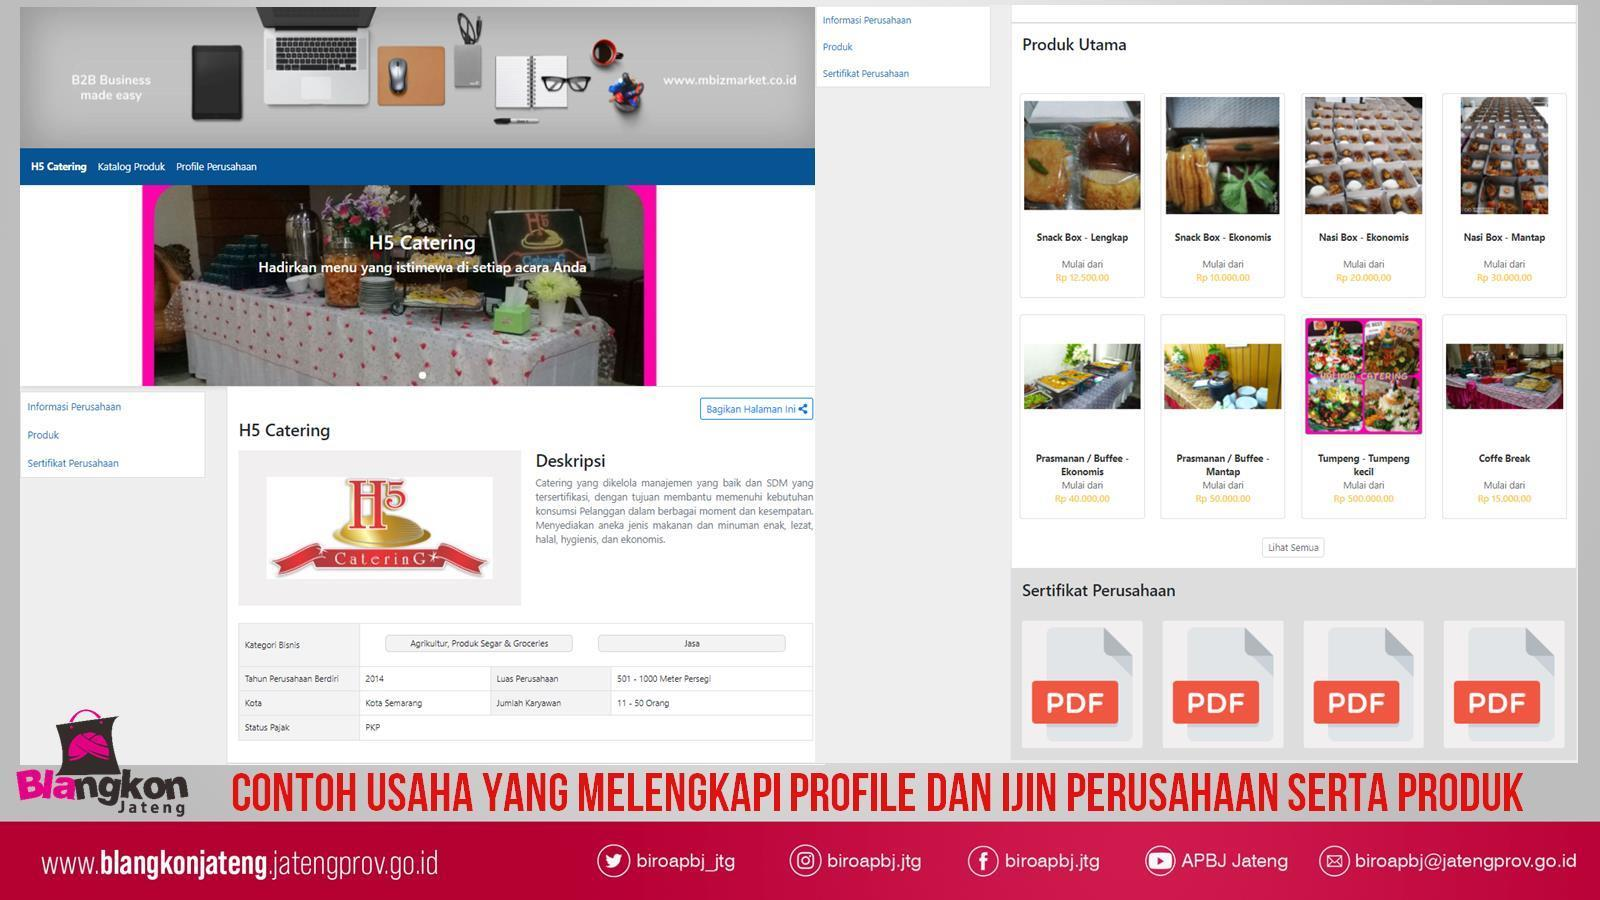 B2B Business
made easy
www.mbizmarket.co.id
H5 Catering Katalog Produk Profile Perusahaan
H5 Catering
Hadirkan menu yang istimewa di setiap acara Anda
Informasi Perusahaan
Produk
Sertifikat Perusahaan
Bagikan Halaman Ini
H5 Catering
H5
CaterinG
Deskripsi
Catering yang dikelola manajemen yang baik dan SDM yang
tersertifikasi, dengan tujuan membantu memenuhi kebutuhan
konsumsi Pelanggan dalam berbagai moment dan kesempatan.
Menyediakan aneka jenis makanan dan minuman enak, lezat,
halal, hygienis, dan ekonomis.
Kategori Bisnis Agrikultur, Produk Segar & Groceries Jasa
Tahun Perusahaan Berdiri 2014 Luas Perusahaan 501 - 1000 Meter Persegi
Kota Kota Semarang Jumlah Karyawan 11 - 50 Orang
Status Pajak PKP
Informasi Perusahaan
Produk
Sertifikat Perusahaan
Produk Utama
Snack Box - Lengkap
Mulai dari
Rp 12.500,00
Snack Box - Ekonomis
Mulai dari
Rp 10.000,00
Nasi Box - Ekonomis
Mulai dari
Rp 20.000,00
Nasi Box - Mantap
Mulai dari
Rp 30.000,00
Prasmanan / Buffee -
Ekonomis
Mulai dari
Rp 40.000,00
Prasmanan / Buffee -
Mantap
Mulai dari
Rp 50.000,00
Tumpeng - Tumpeng
kecil
Mulai dari
Rp 500.000,00
Coffe Break
Mulai dari
Rp 15.000,00
Lihat Semua
Sertifikat Perusahaan
PDF PDF PDF PDF
Blangkon
Jateng
CONTOH USAHA YANG MELENGKAPI PROFILE DAN IJIN PERUSAHAAN SERTA PRODUK
www.blangkonjateng.jatengprov.go.id
biroapbj_jtg
biroapbj.jtg
biroapbj.jtg
APBJ Jateng
biroapbj@jatengprov.go.id